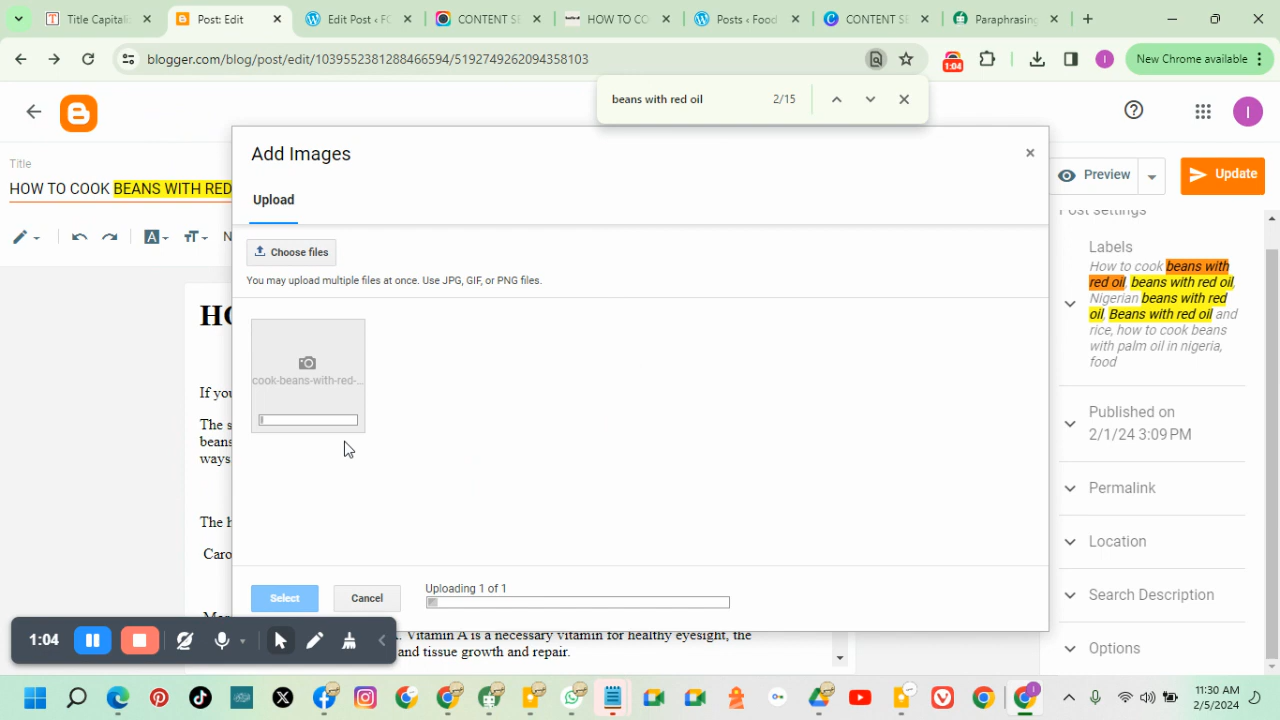 Title Capitali
Post: Edit
Edit Post ‹ FO
CONTENT SE
HOW TO CO
Posts ‹ Food
CONTENT SE
Paraphrasing
blogger.com/blog/post/edit/1039552381288466594/5192749262094358103
1:04
New Chrome available
beans with red oil 2/15
Title
HOW TO COOK BEANS WITH RED
Add Images
Upload
Choose files
You may upload multiple files at once. Use JPG, GIF, or PNG files.
cook-beans-with-red-...
Select
Cancel
Uploading 1 of 1
Preview
Update
Post settings
Labels
How to cook beans with
red oil, beans with red oil,
Nigerian beans with red
oil, Beans with red oil and
rice, how to cook beans
with palm oil in nigeria,
food
Published on
2/1/24 3:09 PM
Permalink
Location
Search Description
Options
HO
If you
The s
beans
ways
The h
Caro
. Vitamin A is a necessary vitamin for healthy eyesight, the
and tissue growth and repair.
1:04
11:30 AM
2/5/2024